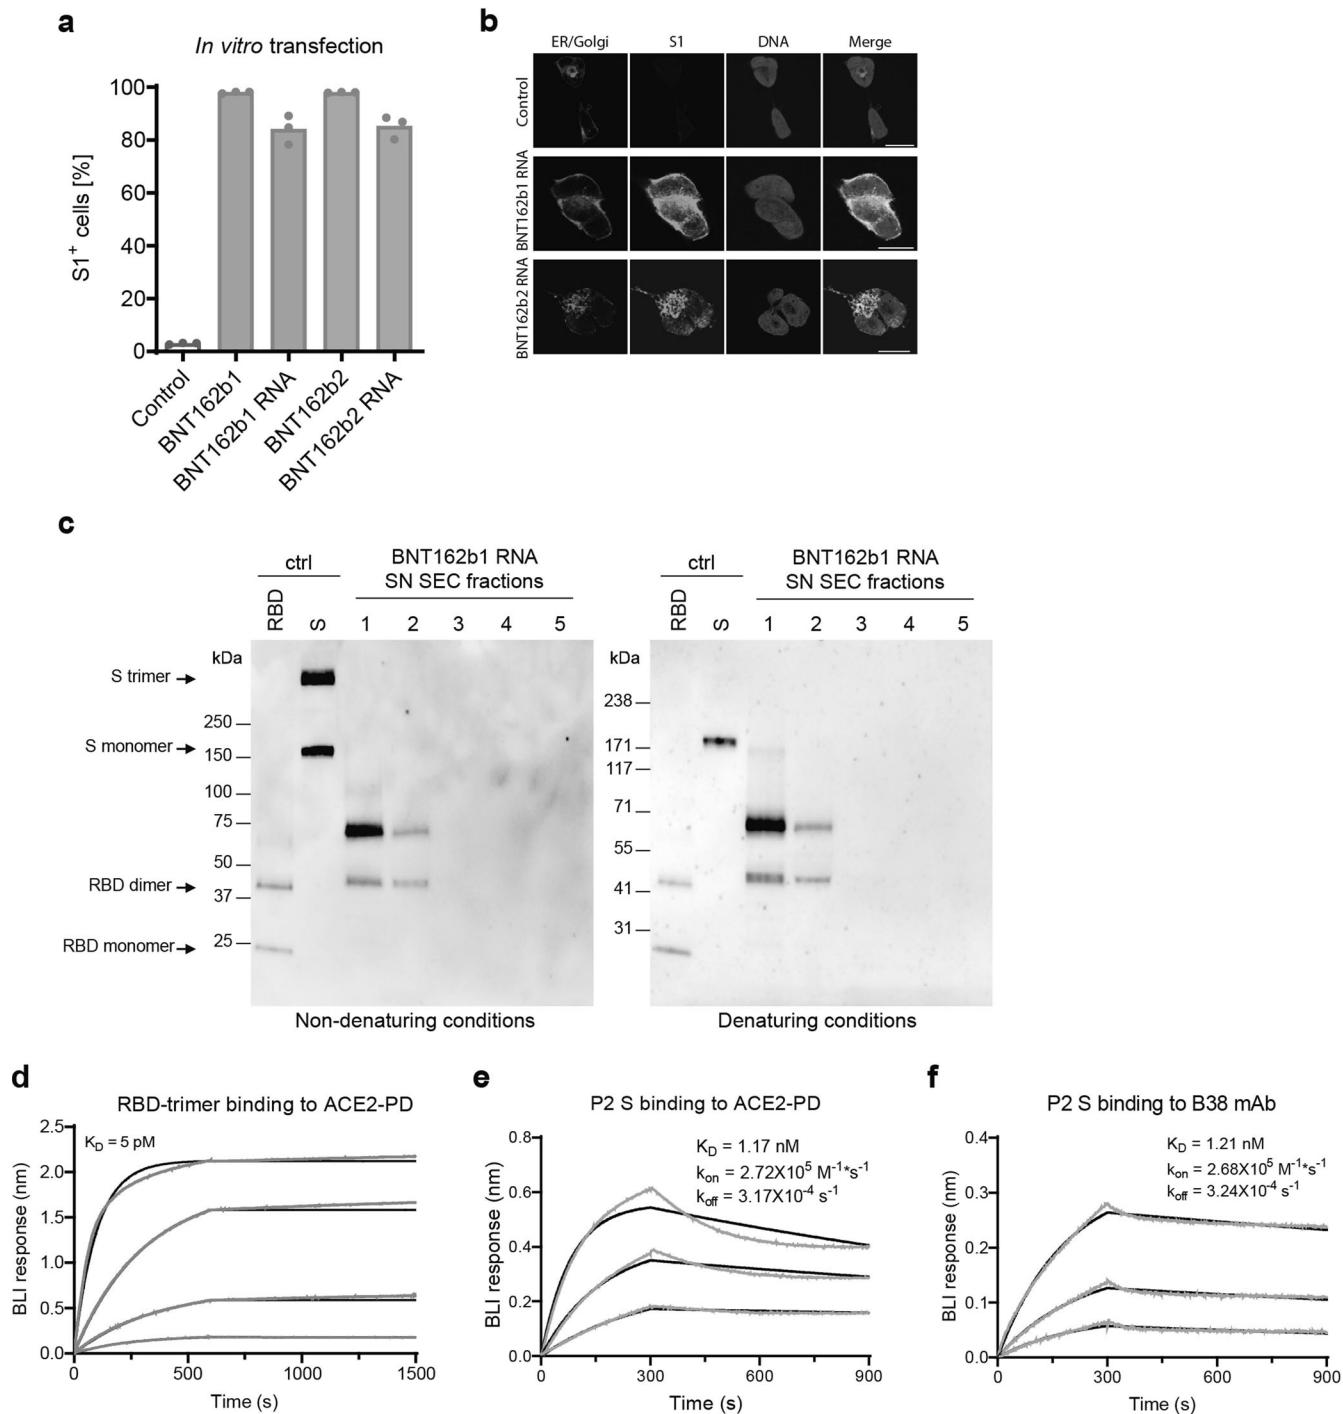 a
In vitro transfection
S1+ cells [%]
100
80
60
40
20
0
Control
BNT162b1
BNT162b1 RNA
BNT162b2
BNT162b2 RNA
b
ER/Golgi S1 DNA Merge
Control
BNT162b1 RNA
BNT162b2 RNA
c
ctrl
BNT162b1 RNA
SN SEC fractions
RBD S 1 2 3 4 5
kDa
S trimer
250
S monomer
150
100
75
50
RBD dimer
37
RBD monomer
25
Non-denaturing conditions
ctrl
BNT162b1 RNA
SN SEC fractions
RBD S 1 2 3 4 5
kDa
238
171
117
71
55
41
31
Denaturing conditions
d
RBD-trimer binding to ACE2-PD
KD = 5 pM
BLI response (nm)
2.5
2.0
1.5
1.0
0.5
0.0
0 500 1000 1500
Time (s)
e
P2 S binding to ACE2-PD
KD = 1.17 nM
kon = 2.72X10^5 M^-1*s^-1
koff = 3.17X10^-4 s^-1
BLI response (nm)
0.8
0.6
0.4
0.2
0.0
0 300 600 900
Time (s)
f
P2 S binding to B38 mAb
KD = 1.21 nM
kon = 2.68X10^5 M^-1*s^-1
koff = 3.24X10^-4 s^-1
BLI response (nm)
0.4
0.3
0.2
0.1
0.0
0 300 600 900
Time (s)